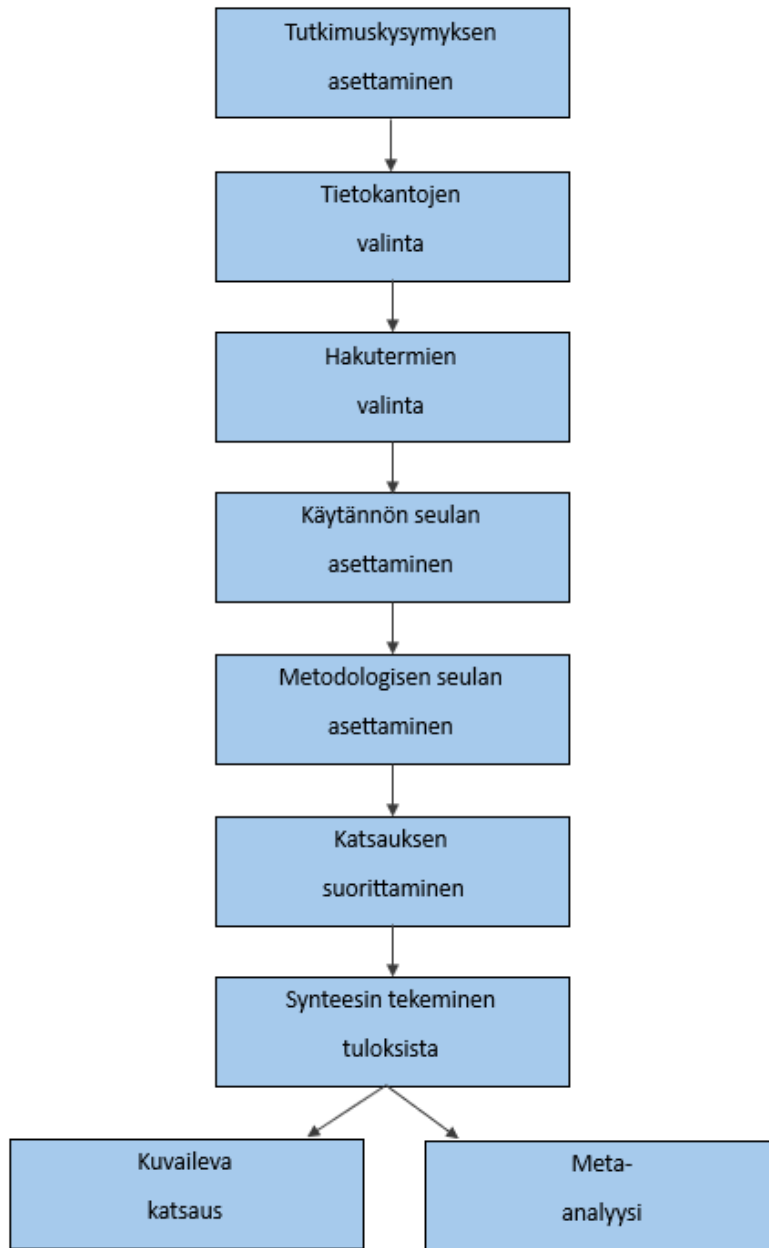 Tutkimuskysymyksen
asettaminen
Tietokantojen
valinta
Hakutermien
valinta
Käytännön seulan
asettaminen
Metodologisen seulan
asettaminen
Katsauksen
suorittaminen
Synteesin tekeminen
tuloksista
Kuvaileva
katsaus
Meta-
analyysi